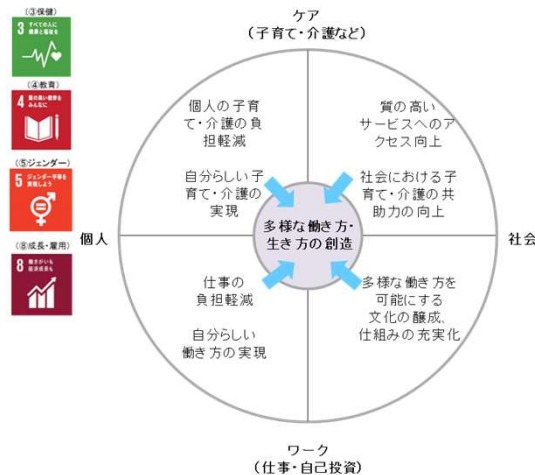 (③保健)
3 すべての人に
健康と福祉を
(④教育)
4 質の高い教育を
みんなに
(⑤ジェンダー)
5 ジェンダー平等を
実現しよう
(⑧成長・雇用)
8 働きがいも
経済成長も
ケア
(子育て・介護など)
個人の子育
て・介護の負
担軽減
自分らしい子
育て・介護の
実現
質の高い
サービスへのア
クセス向上
社会における子
育て・介護の共
助力の向上
個人
多様な働き方・
生き方の創造
社会
仕事の
負担軽減
自分らしい
働き方の実現
多様な働き方を
可能にする
文化の醸成、
仕組みの充実化
ワーク
(仕事・自己投資)